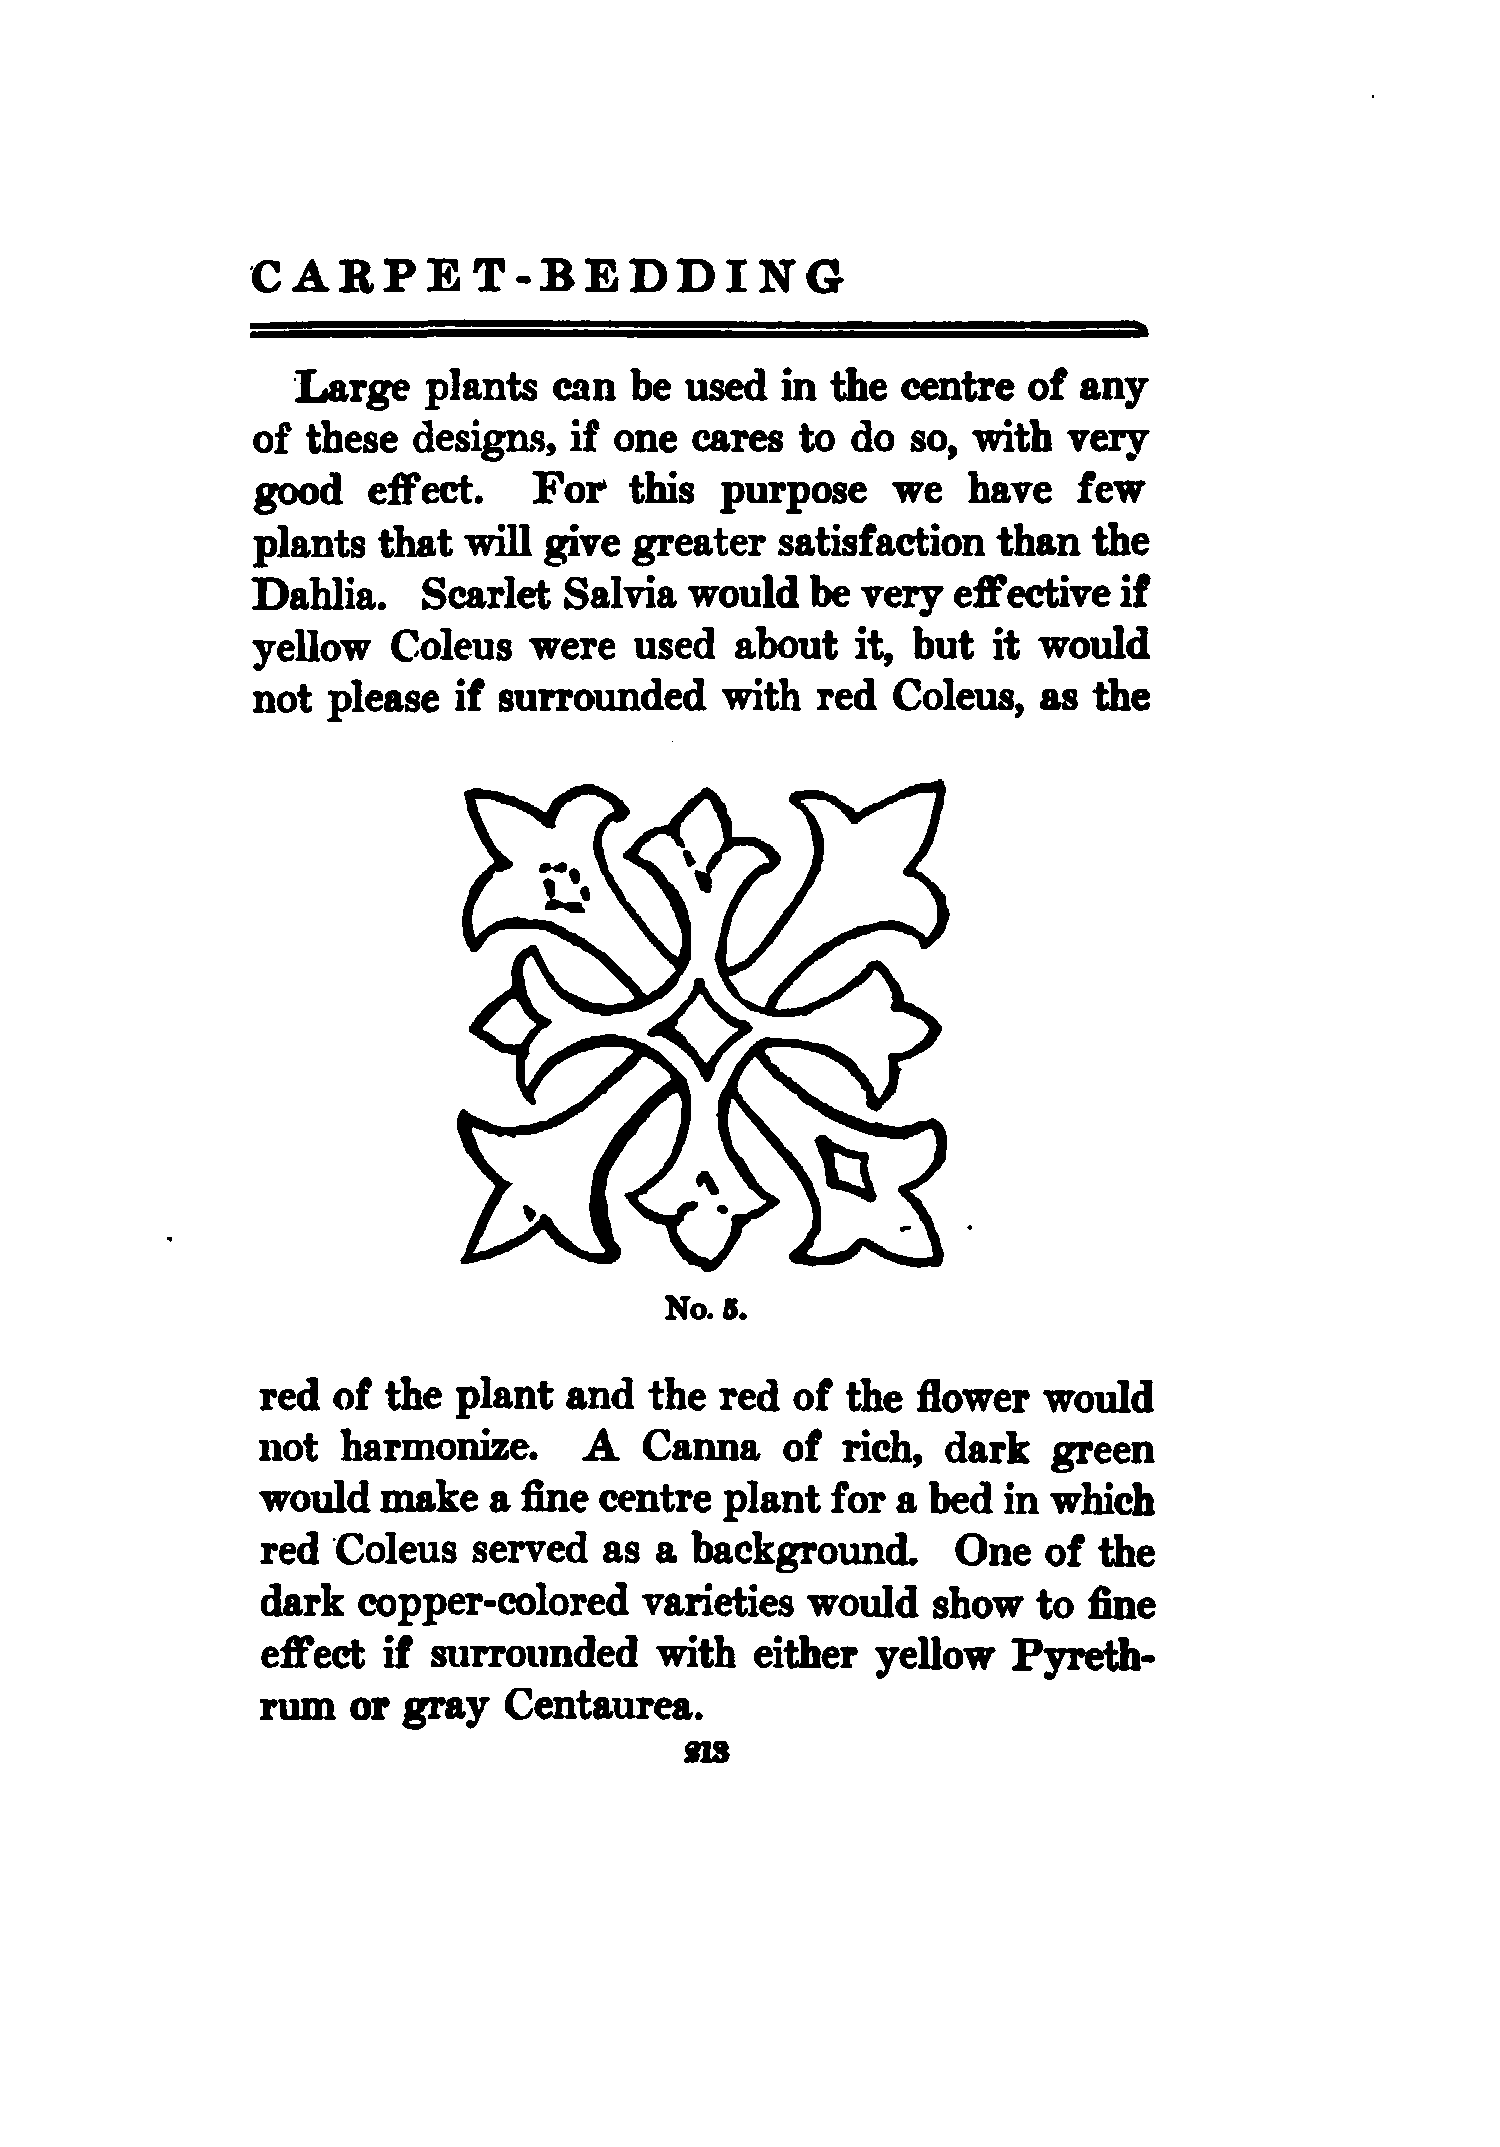 CARPET-BEDDING
Large plants can be used in the centre of any
of these designs, if one cares to do so, with very
good effect. For this purpose we have few
plants that will give greater satisfaction than the
Dahlia. Scarlet Salvia would be very effective if
yellow Coleus were used about it, but it would
not please if surrounded with red Coleus, as the
No. 5.
red of the plant and the red of the flower would
not harmonize. A Canna of rich, dark green
would make a fine centre plant for a bed in which
red Coleus served as a background. One of the
dark copper-colored varieties would show to fine
effect if surrounded with either yellow Pyreth-
rum or gray Centaurea.
213